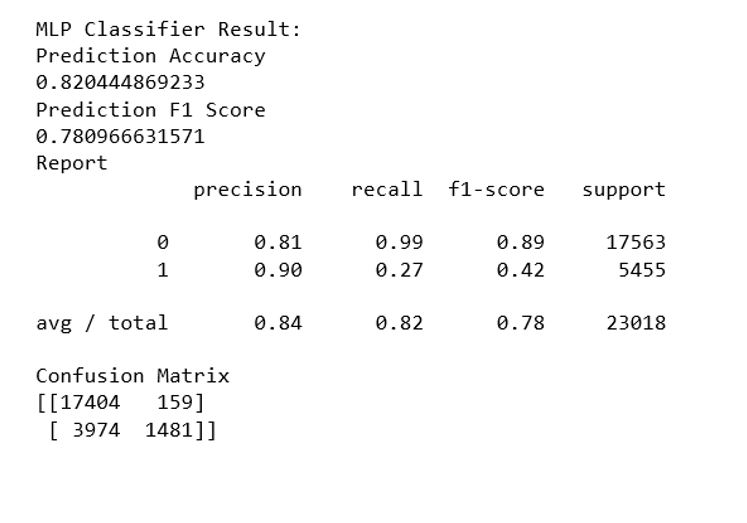 MLP Classifier Result:
Prediction Accuracy
0.820444869233
Prediction F1 Score
0.780966631571
Report
precision recall f1-score support
0 0.81 0.99 0.89 17563
1 0.90 0.27 0.42 5455
avg / total 0.84 0.82 0.78 23018
Confusion Matrix
[[17404 159]
[ 3974 1481]]